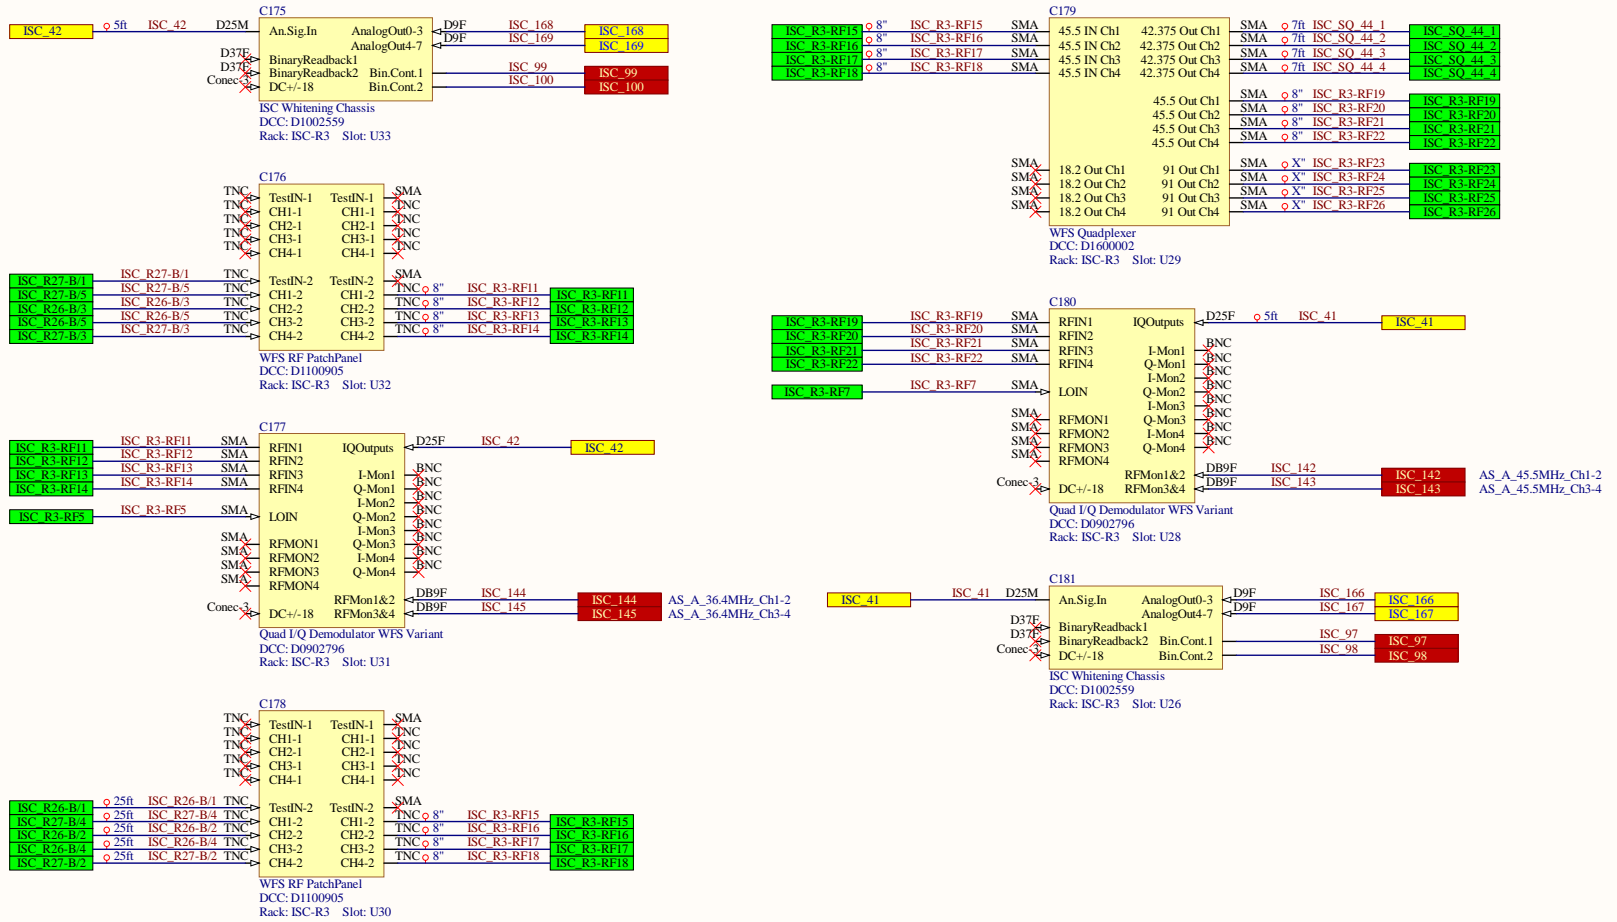 C175
ISC_42 5ft ISC_42 D25M An.Sig.In AnalogOut0-3 D9F ISC_168 ISC_168
AnalogOut4-7 D9F ISC_169 ISC_169
D37F BinaryReadback1
D37F BinaryReadback2 Bin.Cont.1 ISC_99 ISC_99
Conec-3 DC+/-18 Bin.Cont.2 ISC_100 ISC_100
ISC Whitening Chassis
DCC: D1002559
Rack: ISC-R3 Slot: U33
C176
TNC TestIN-1 TestIN-1 SMA
TNC CH1-1 CH1-1 TNC
TNC CH2-1 CH2-1 TNC
TNC CH3-1 CH3-1 TNC
TNC CH4-1 CH4-1 TNC
ISC_R27-B/1 ISC_R27-B/1 TNC TestIN-2 TestIN-2 SMA
ISC_R27-B/5 ISC_R27-B/5 TNC CH1-2 CH1-2 TNC 8" ISC_R3-RF11 ISC_R3-RF11
ISC_R26-B/3 ISC_R26-B/3 TNC CH2-2 CH2-2 TNC 8" ISC_R3-RF12 ISC_R3-RF12
ISC_R26-B/5 ISC_R26-B/5 TNC CH3-2 CH3-2 TNC 8" ISC_R3-RF13 ISC_R3-RF13
ISC_R27-B/3 ISC_R27-B/3 TNC CH4-2 CH4-2 TNC 8" ISC_R3-RF14 ISC_R3-RF14
WFS RF PatchPanel
DCC: D1100905
Rack: ISC-R3 Slot: U32
C177
ISC_R3-RF11 ISC_R3-RF11 SMA RFIN1 IQOutputs D25F ISC_42 ISC_42
ISC_R3-RF12 ISC_R3-RF12 SMA RFIN2
ISC_R3-RF13 ISC_R3-RF13 SMA RFIN3 I-Mon1 BNC
ISC_R3-RF14 ISC_R3-RF14 SMA RFIN4 Q-Mon1 BNC
I-Mon2 BNC
ISC_R3-RF5 ISC_R3-RF5 SMA LOIN Q-Mon2 BNC
I-Mon3 BNC
SMA RFMON1 Q-Mon3 BNC
SMA RFMON2 I-Mon4 BNC
SMA RFMON3 Q-Mon4 BNC
SMA RFMON4
RFMon1&2 DB9F ISC_144 ISC_144 AS_A_36.4MHz_Ch1-2
Conec-3 DC+/-18 RFMon3&4 DB9F ISC_145 ISC_145 AS_A_36.4MHz_Ch3-4
Quad I/Q Demodulator WFS Variant
DCC: D0902796
Rack: ISC-R3 Slot: U31
C178
TNC TestIN-1 TestIN-1 SMA
TNC CH1-1 CH1-1 TNC
TNC CH2-1 CH2-1 TNC
TNC CH3-1 CH3-1 TNC
TNC CH4-1 CH4-1 TNC
ISC_R26-B/1 25ft ISC_R26-B/1 TNC TestIN-2 TestIN-2 SMA
ISC_R27-B/4 25ft ISC_R27-B/4 TNC CH1-2 CH1-2 TNC 8" ISC_R3-RF15 ISC_R3-RF15
ISC_R26-B/2 25ft ISC_R26-B/2 TNC CH2-2 CH2-2 TNC 8" ISC_R3-RF16 ISC_R3-RF16
ISC_R26-B/4 25ft ISC_R26-B/4 TNC CH3-2 CH3-2 TNC 8" ISC_R3-RF17 ISC_R3-RF17
ISC_R27-B/2 25ft ISC_R27-B/2 TNC CH4-2 CH4-2 TNC 8" ISC_R3-RF18 ISC_R3-RF18
WFS RF PatchPanel
DCC: D1100905
Rack: ISC-R3 Slot: U30
C179
ISC_R3-RF15 8" ISC_R3-RF15 SMA 45.5 IN Ch1 42.375 Out Ch1 SMA 7ft ISC_SQ_44_1 ISC_SQ_44_1
ISC_R3-RF16 8" ISC_R3-RF16 SMA 45.5 IN Ch2 42.375 Out Ch2 SMA 7ft ISC_SQ_44_2 ISC_SQ_44_2
ISC_R3-RF17 8" ISC_R3-RF17 SMA 45.5 IN Ch3 42.375 Out Ch3 SMA 7ft ISC_SQ_44_3 ISC_SQ_44_3
ISC_R3-RF18 8" ISC_R3-RF18 SMA 45.5 IN Ch4 42.375 Out Ch4 SMA 7ft ISC_SQ_44_4 ISC_SQ_44_4
45.5 Out Ch1 SMA 8" ISC_R3-RF19 ISC_R3-RF19
45.5 Out Ch2 SMA 8" ISC_R3-RF20 ISC_R3-RF20
45.5 Out Ch3 SMA 8" ISC_R3-RF21 ISC_R3-RF21
45.5 Out Ch4 SMA 8" ISC_R3-RF22 ISC_R3-RF22
SMA 18.2 Out Ch1 91 Out Ch1 SMA X" ISC_R3-RF23 ISC_R3-RF23
SMA 18.2 Out Ch2 91 Out Ch2 SMA X" ISC_R3-RF24 ISC_R3-RF24
SMA 18.2 Out Ch3 91 Out Ch3 SMA X" ISC_R3-RF25 ISC_R3-RF25
SMA 18.2 Out Ch4 91 Out Ch4 SMA X" ISC_R3-RF26 ISC_R3-RF26
WFS Quadplexer
DCC: D1600002
Rack: ISC-R3 Slot: U29
C180
ISC_R3-RF19 ISC_R3-RF19 SMA RFIN1 IQOutputs D25F 5ft ISC_41 ISC_41
ISC_R3-RF20 ISC_R3-RF20 SMA RFIN2
ISC_R3-RF21 ISC_R3-RF21 SMA RFIN3 I-Mon1 BNC
ISC_R3-RF22 ISC_R3-RF22 SMA RFIN4 Q-Mon1 BNC
I-Mon2 BNC
ISC_R3-RF7 ISC_R3-RF7 SMA LOIN Q-Mon2 BNC
I-Mon3 BNC
SMA RFMON1 Q-Mon3 BNC
SMA RFMON2 I-Mon4 BNC
SMA RFMON3 Q-Mon4 BNC
SMA RFMON4
RFMon1&2 DB9F ISC_142 ISC_142 AS_A_45.5MHz_Ch1-2
Conec-3 DC+/-18 RFMon3&4 DB9F ISC_143 ISC_143 AS_A_45.5MHz_Ch3-4
Quad I/Q Demodulator WFS Variant
DCC: D0902796
Rack: ISC-R3 Slot: U28
C181
ISC_41 ISC_41 D25M An.Sig.In AnalogOut0-3 D9F ISC_166 ISC_166
AnalogOut4-7 D9F ISC_167 ISC_167
D37F BinaryReadback1
D37F BinaryReadback2 Bin.Cont.1 ISC_97 ISC_97
Conec-3 DC+/-18 Bin.Cont.2 ISC_98 ISC_98
ISC Whitening Chassis
DCC: D1002559
Rack: ISC-R3 Slot: U26